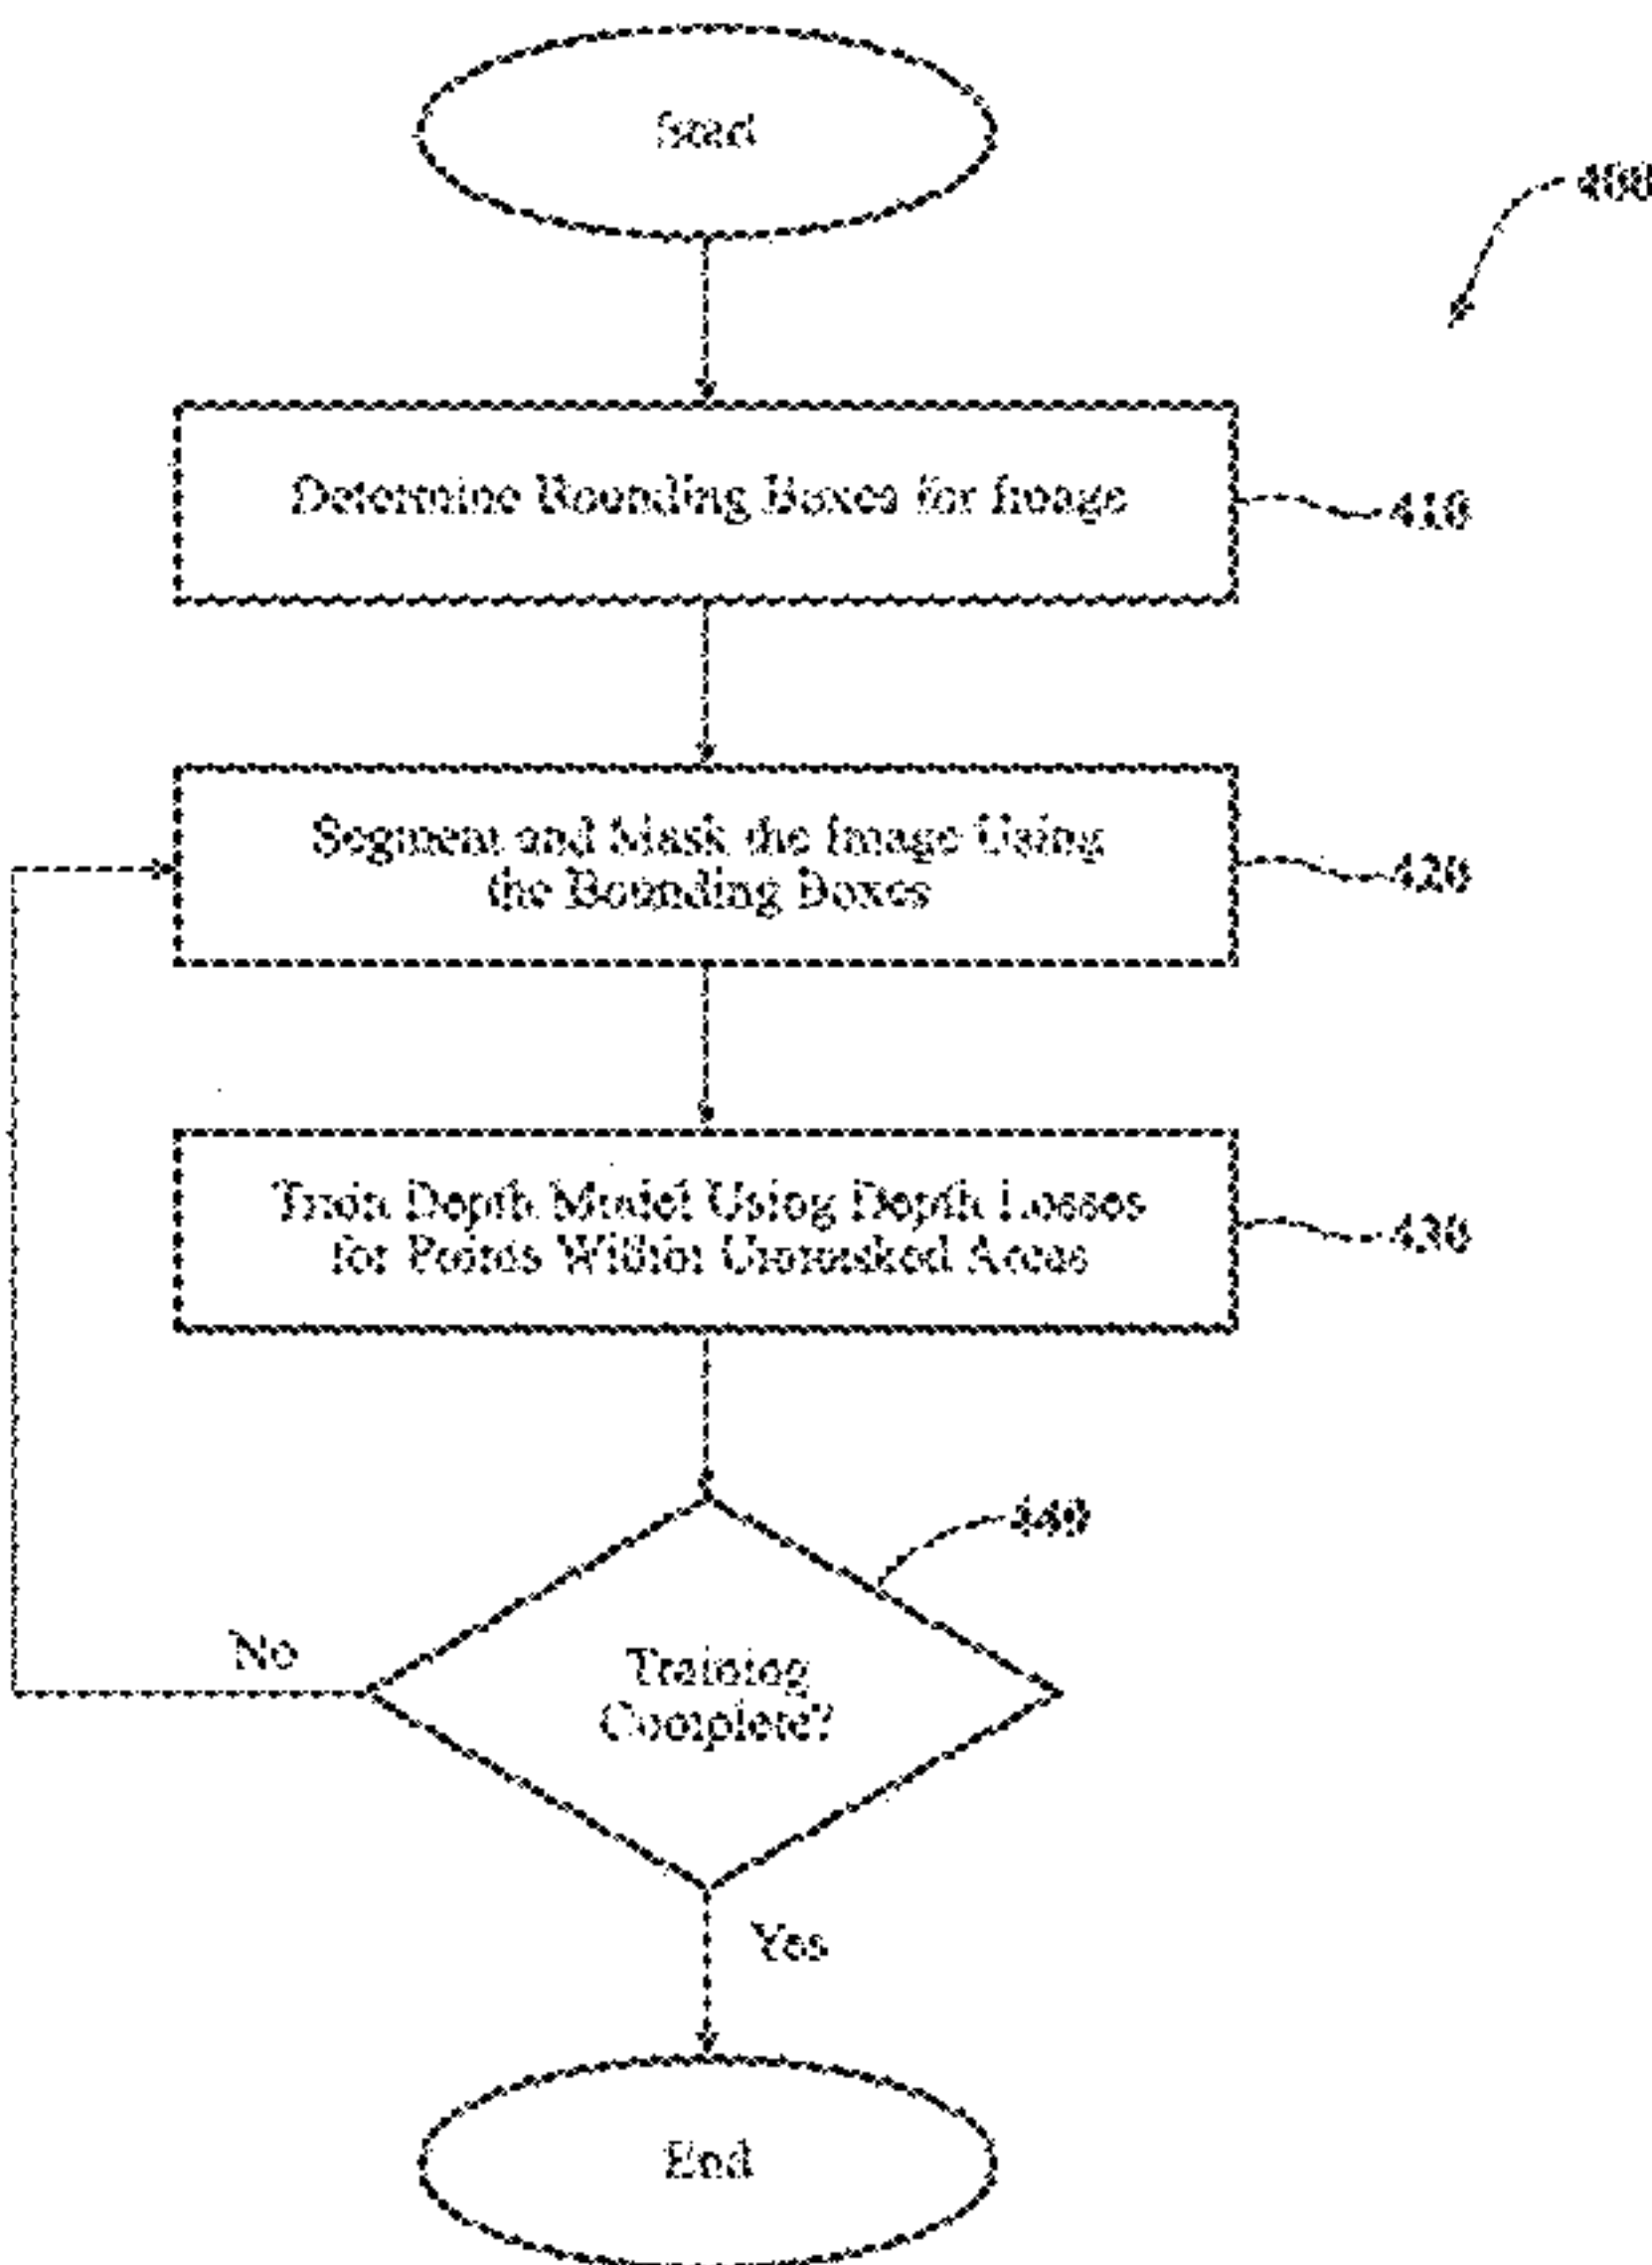 Start
400
Determine Bounding Boxes for Image
410
Segment and Mask the Image Using
the Bounding Boxes
420
Train Depth Model Using Depth Losses
for Points Within Unmasked Areas
430
440
Training
Complete?
No
Yes
End